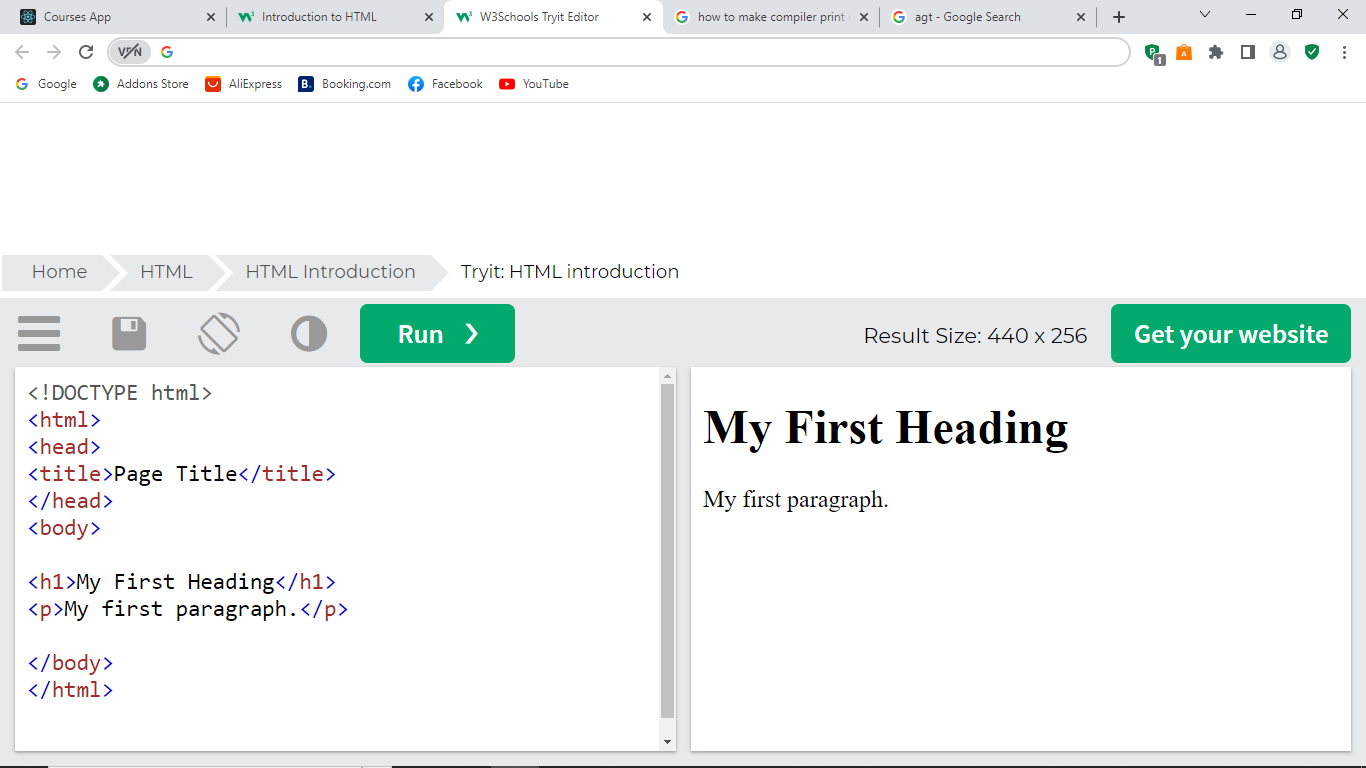 Courses App
Introduction to HTML
W3Schools Tryit Editor
how to make compiler print
agt - Google Search
VPN
1
Google
Addons Store
AliExpress
B.
Booking.com
Facebook
YouTube
Home
HTML
HTML Introduction
Tryit: HTML introduction
Run ❯
Result Size: 440 x 256
Get your website
<!DOCTYPE html>
<html>
<head>
<title>Page Title</title>
</head>
<body>
<h1>My First Heading</h1>
<p>My first paragraph.</p>
</body>
</html>
My First Heading
My first paragraph.